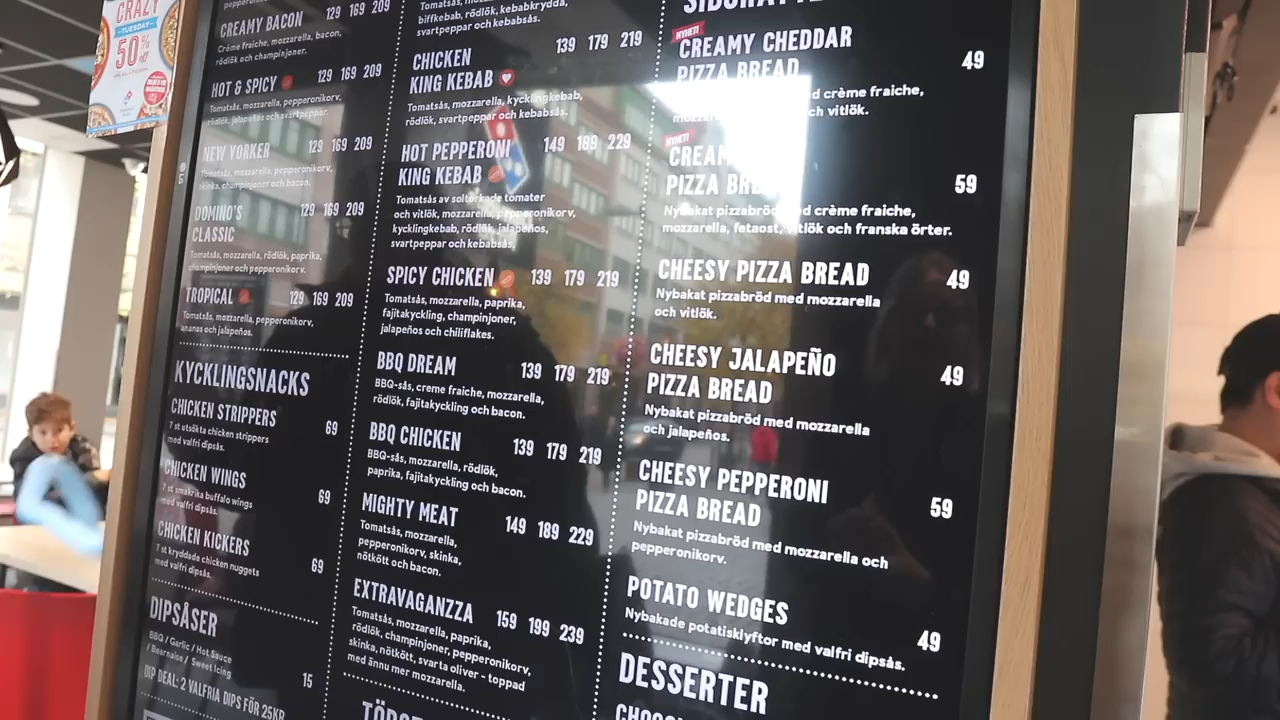 CRAZY
TUESDAY
50%
CREAMY BACON 129 169 209
Crème fraiche, mozzarella, bacon,
rödlök och champinjoner.
HOT & SPICY 129 169 209
Tomatsås, mozzarella, pepperonikorv,
rödlök, jalapeños och svartpeppar.
NEW YORKER 129 169 209
Tomatsås, mozzarella, pepperonikorv,
skinka, champinjoner och bacon.
DOMINO'S 129 169 209
CLASSIC
Tomatsås, mozzarella, rödlök, paprika,
champinjoner och pepperonikorv.
TROPICAL 129 169 209
Tomatsås, mozzarella, pepperonikorv,
ananas och jalapeños.
KYCKLINGSNACKS
CHICKEN STRIPPERS 69
7 st utsökta chicken strippers
med valfri dipsås.
CHICKEN WINGS 69
7 st smakrika buffalo wings
med valfri dipsås.
CHICKEN KICKERS 69
7 st kryddade chicken nuggets
med valfri dipsås.
DIPSÅSER
BBQ / Garlic / Hot Sauce
/ Bearnaise / Sweet Icing 15
DIP DEAL: 2 VALFRIA DIPS FÖR 25KR
Tomatsås, mozzarella,
biffkebab, rödlök, kebabkrydda,
svartpeppar och kebabsås.
CHICKEN 139 179 219
KING KEBAB
Tomatsås, mozzarella, kycklingkebab,
rödlök, svartpeppar och kebabsås.
HOT PEPPERONI 149 189 229
KING KEBAB
Tomatsås av soltorkade tomater
och vitlök, mozzarella, pepperonikorv,
kycklingkebab, rödlök, jalapeños,
svartpeppar och kebabsås,
SPICY CHICKEN 139 179 219
Tomatsås, mozzarella, paprika,
fajitakyckling, champinjoner,
jalapeños och chiliflakes.
BBQ DREAM 139 179 219
BBQ-sås, creme fraiche, mozzarella,
rödlök, fajitakyckling och bacon.
BBQ CHICKEN 139 179 219
BBQ-sås, mozzarella, rödlök,
paprika, fajitakyckling och bacon.
MIGHTY MEAT 149 189 229
Tomatsås, mozzarella,
pepperonikorv, skinka,
nötkött och bacon.
EXTRAVAGANZZA 159 199 239
Tomatsås, mozzarella, paprika,
rödlök, champinjoner, pepperonikorv,
skinka, nötkött, svarta oliver - toppad
med ännu mer mozzarella.
NYHET!
CREAMY CHEDDAR 49
PIZZA BREAD
crème fraiche,
och vitlök.
NYHET!
PIZZA 59
Nybakat pizzabröd crème fraiche,
mozzarella, fetaost, vitlök och franska örter.
CHEESY PIZZA BREAD 49
Nybakat pizzabröd med mozzarella
och vitlök.
CHEESY JALAPEÑO 49
PIZZA BREAD
Nybakat pizzabröd med mozzarella
och jalapeños.
CHEESY PEPPERONI 59
PIZZA BREAD
Nybakat pizzabröd med mozzarella och
pepperonikorv.
POTATO WEDGES 49
Nybakade potatisklyftor med valfri dipsås.
DESSERTER